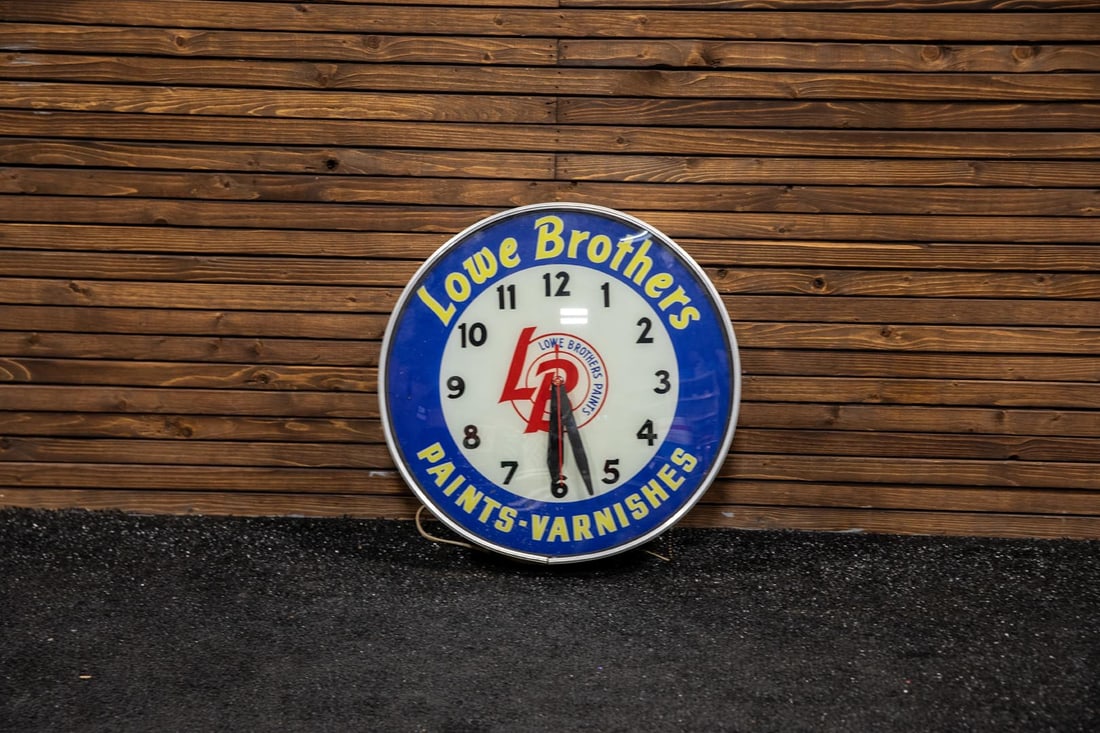 Lowe Brothers
11 12 1
10 2
LOWE BROTHERS PAINTS
LB
9 3
8 4
7 6 5
PAINTS-VARNISHES